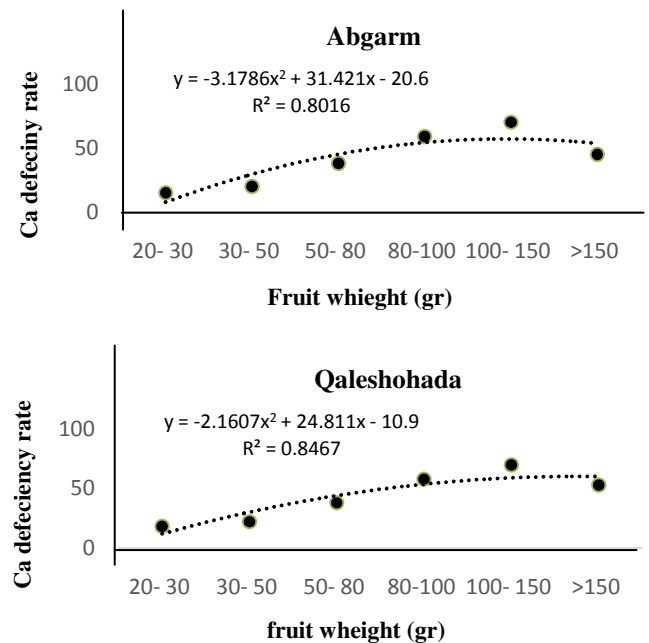 Abgarm
y = -3.1786x² + 31.421x - 20.6
R² = 0.8016
Ca defeciny rate
100
50
0
20- 30 30- 50 50- 80 80-100 100- 150 >150
Fruit whieght (gr)
Qaleshohada
y = -2.1607x² + 24.811x - 10.9
R² = 0.8467
Ca defeciency rate
100
50
0
20- 30 30- 50 50- 80 80-100 100- 150 >150
fruit wheight (gr)